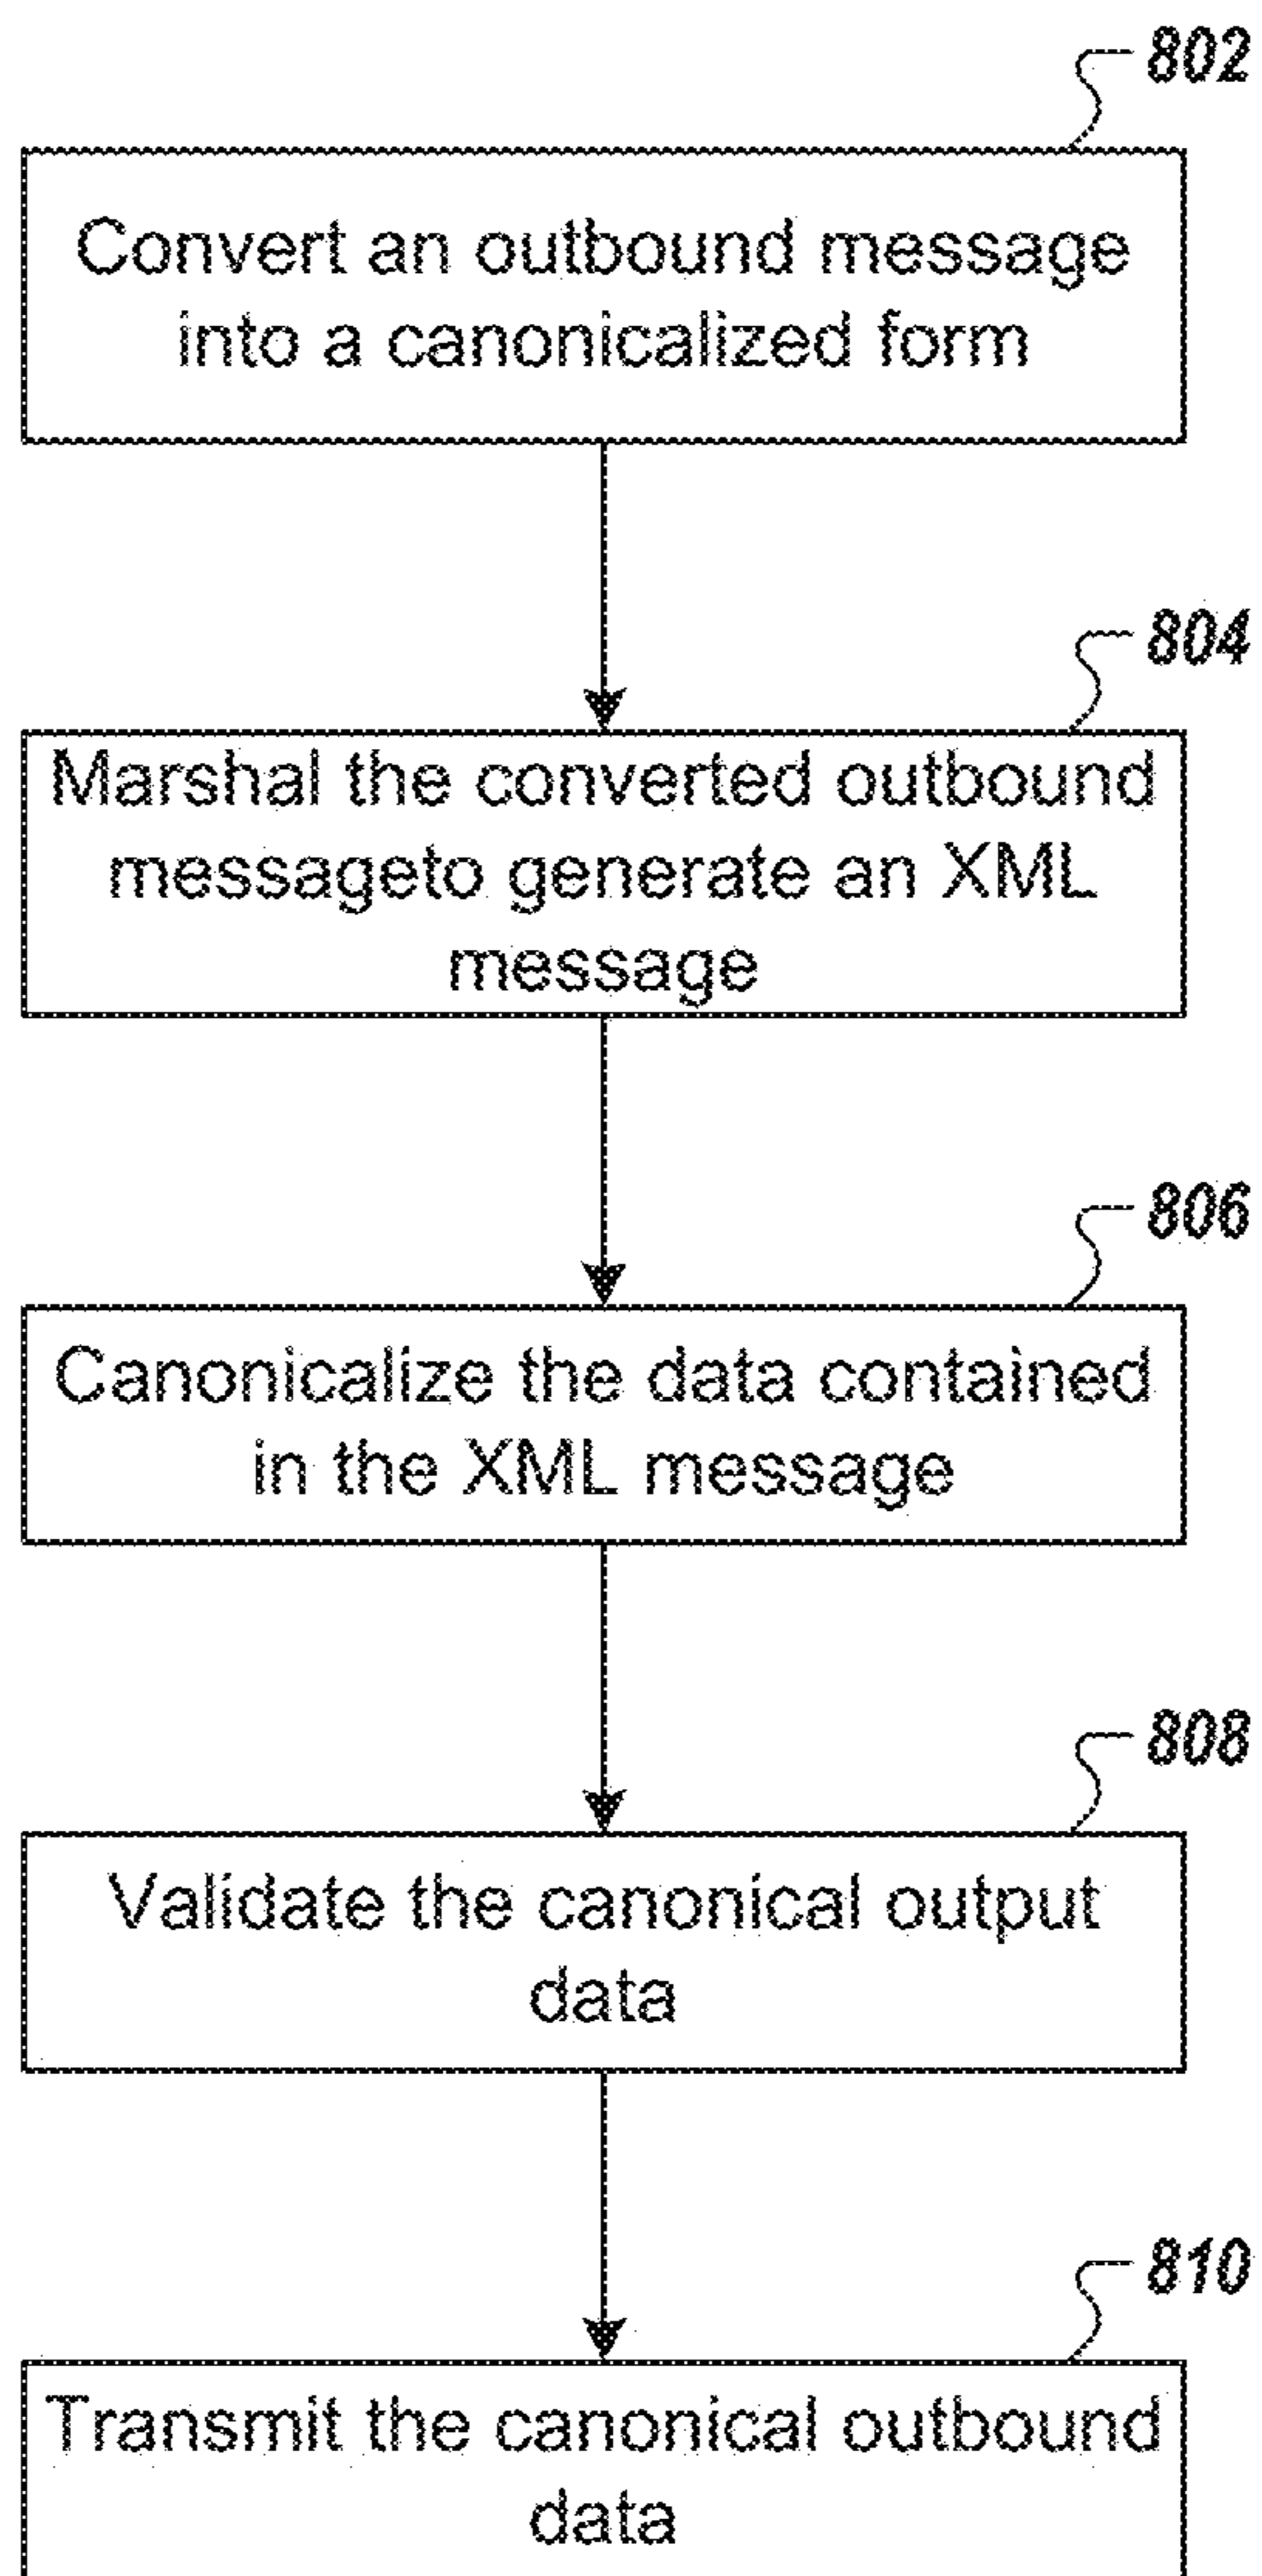 802
Convert an outbound message
into a canonicalized form
804
Marshal the converted outbound
messageto generate an XML
message
806
Canonicalize the data contained
in the XML message
808
Validate the canonical output
data
810
Transmit the canonical outbound
data